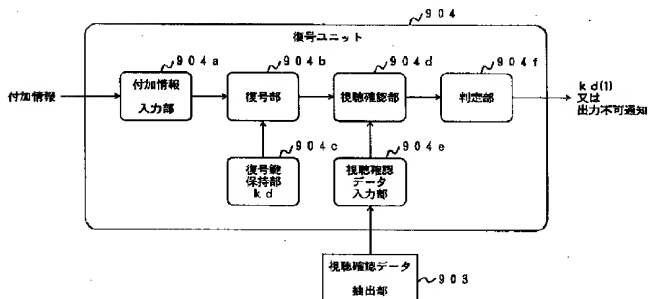 904
復号ユニット
904a
904b
904d
904f
付加情報
付加情報
入力部
復号部
視聴確認部
判定部
kd(1)
又は
出力不可通知
904c
904e
復号鍵
保持部
kd
視聴確認
データ
入力部
視聴確認データ
抽出部
903